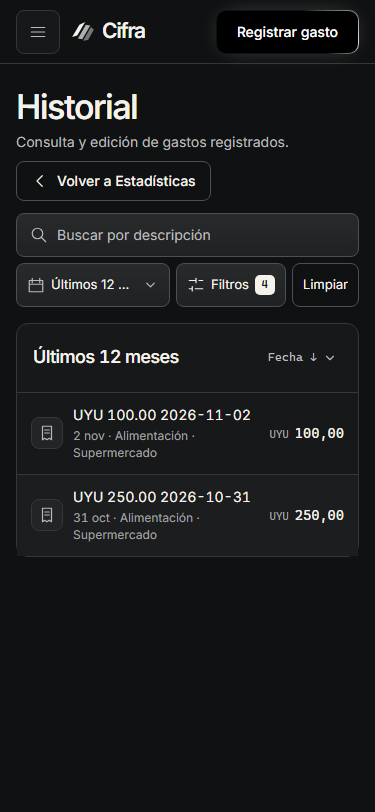 Cifra
Registrar gasto
Historial
Consulta y edición de gastos registrados.
Volver a Estadísticas
Buscar por descripción
Últimos 12 ...
Filtros 4
Limpiar
Últimos 12 meses
Fecha ↓
UYU 100.00 2026-11-02
2 nov · Alimentación ·
Supermercado
UYU 100,00
UYU 250.00 2026-10-31
31 oct · Alimentación ·
Supermercado
UYU 250,00